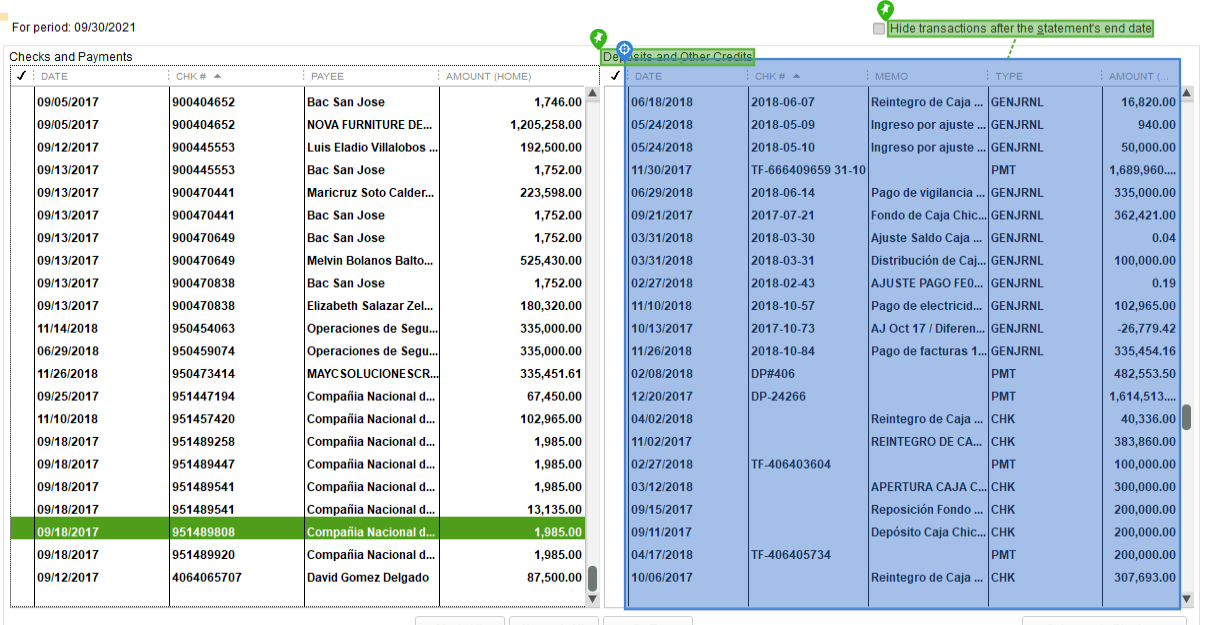 For period: 09/30/2021
Hide transactions after the statement's end date
Checks and Payments
DATE CHK # PAYEE AMOUNT (HOME)
09/05/2017 900404652 Bac San Jose 1,746.00
09/05/2017 900404652 NOVA FURNITURE DE... 1,205,258.00
09/12/2017 900445553 Luis Eladio Villalobos ... 192,500.00
09/13/2017 900445553 Bac San Jose 1,752.00
09/13/2017 900470441 Maricruz Soto Calder... 223,598.00
09/13/2017 900470441 Bac San Jose 1,752.00
09/13/2017 900470649 Bac San Jose 1,752.00
09/13/2017 900470649 Melvin Bolanos Balto... 525,430.00
09/13/2017 900470838 Bac San Jose 1,752.00
09/13/2017 900470838 Elizabeth Salazar Zel... 180,320.00
11/14/2018 950454063 Operaciones de Segu... 335,000.00
06/29/2018 950459074 Operaciones de Segu... 335,000.00
11/26/2018 950473414 MAYCSOLUCIONESCR... 335,451.61
09/25/2017 951447194 Compañia Nacional d... 67,450.00
11/10/2018 951457420 Compañia Nacional d... 102,965.00
09/18/2017 951489258 Compañia Nacional d... 1,985.00
09/18/2017 951489447 Compañia Nacional d... 1,985.00
09/18/2017 951489541 Compañia Nacional d... 1,985.00
09/18/2017 951489541 Compañia Nacional d... 13,135.00
09/18/2017 951489808 Compañia Nacional d... 1,985.00
09/18/2017 951489920 Compañia Nacional d... 1,985.00
09/12/2017 4064065707 David Gomez Delgado 87,500.00
Deposits and Other Credits
DATE CHK # MEMO TYPE AMOUNT (...
06/18/2018 2018-06-07 Reintegro de Caja ... GENJRNL 16,820.00
05/24/2018 2018-05-09 Ingreso por ajuste ... GENJRNL 940.00
05/24/2018 2018-05-10 Ingreso por ajuste ... GENJRNL 50,000.00
11/30/2017 TF-666409659 31-10 PMT 1,689,960....
06/29/2018 2018-06-14 Pago de vigilancia ... GENJRNL 335,000.00
09/21/2017 2017-07-21 Fondo de Caja Chic... GENJRNL 362,421.00
03/31/2018 2018-03-30 Ajuste Saldo Caja ... GENJRNL 0.04
03/31/2018 2018-03-31 Distribución de Caj... GENJRNL 100,000.00
02/27/2018 2018-02-43 AJUSTE PAGO FE0... GENJRNL 0.19
11/10/2018 2018-10-57 Pago de electricid... GENJRNL 102,965.00
10/13/2017 2017-10-73 AJ Oct 17 / Diferen... GENJRNL -26,779.42
11/26/2018 2018-10-84 Pago de facturas 1... GENJRNL 335,454.16
02/08/2018 DP#406 PMT 482,553.50
12/20/2017 DP-24266 PMT 1,614,513....
04/02/2018 Reintegro de Caja ... CHK 40,336.00
11/02/2017 REINTEGRO DE CA... CHK 383,860.00
02/27/2018 TF-406403604 PMT 100,000.00
03/12/2018 APERTURA CAJA C... CHK 300,000.00
09/15/2017 Reposición Fondo ... CHK 200,000.00
09/11/2017 Depósito Caja Chic... CHK 200,000.00
04/17/2018 TF-406405734 PMT 200,000.00
10/06/2017 Reintegro de Caja ... CHK 307,693.00